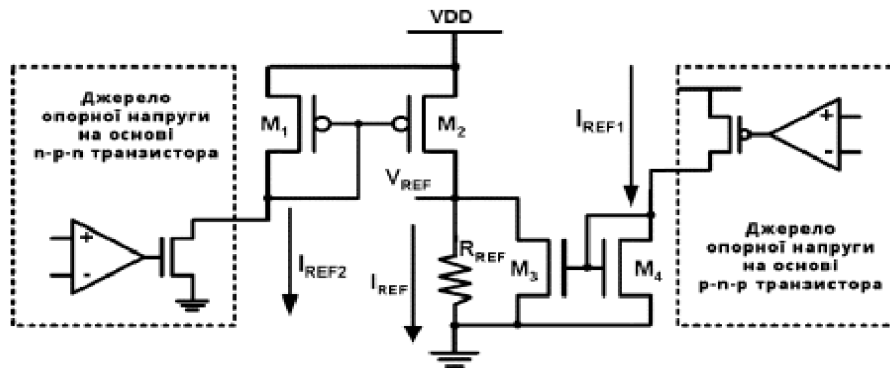 VDD
Джерело
опорної напруги
на основі
n-p-n транзистора
M1
M2
IREF1
+
-
VREF
+
-
IREF2
IREF
RREF
M3
M4
Джерело
опорної напруги
на основі
p-n-p транзистора